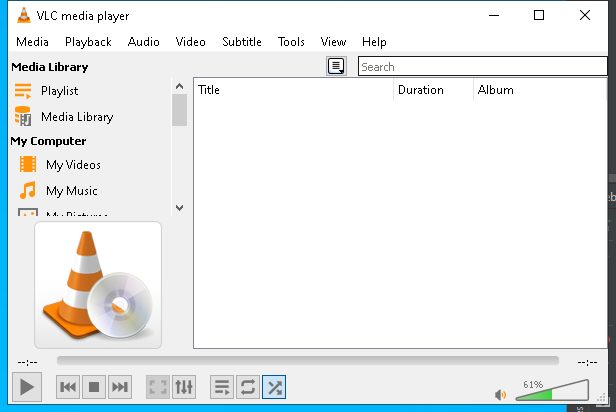 VLC media player
Media Playback Audio Video Subtitle Tools View Help
Media Library
Search
Playlist
Title Duration Album
Media Library
My Computer
My Videos
My Music
My Pictures
--:-- --:--
61%